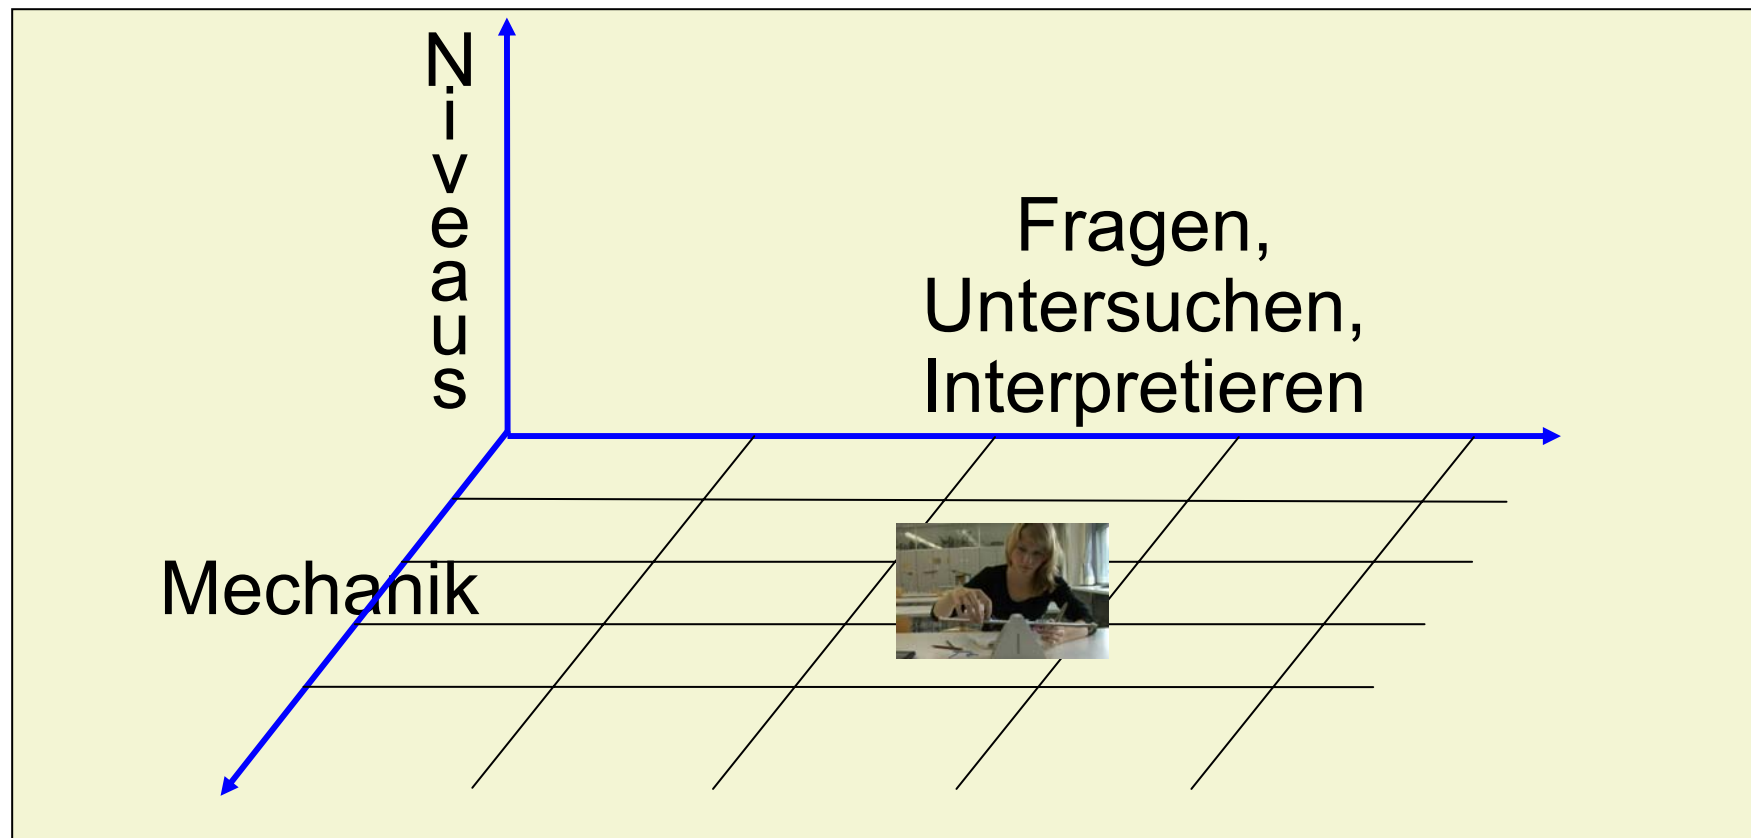 Niveaus
Fragen,
Untersuchen,
Interpretieren
Mechanik